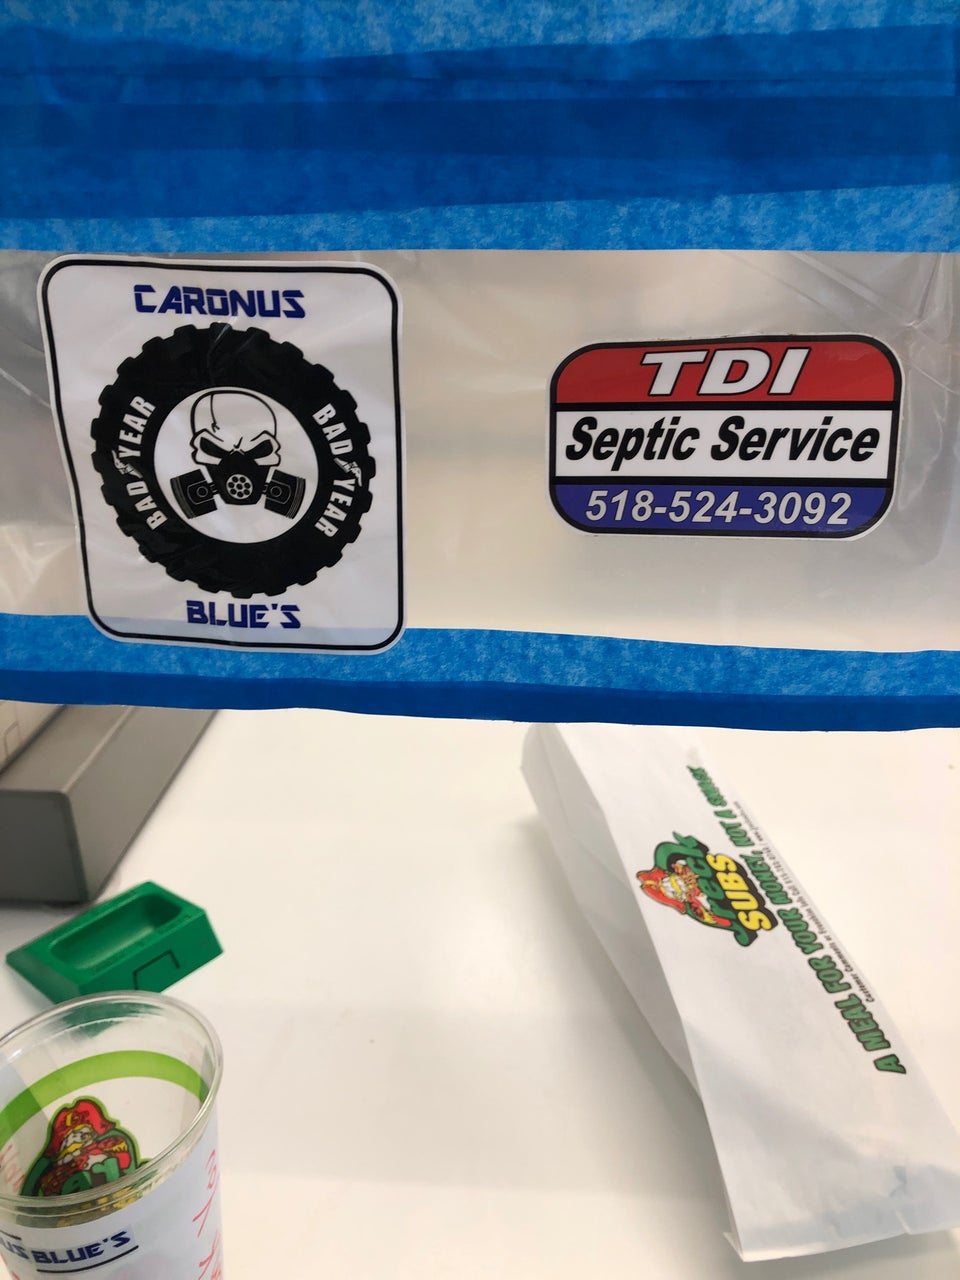 CARONUS
BAD YEAR
BAD YEAR
BLUE'S
TDI
Septic Service
518-524-3092
Jreck
SUBS
A MEAL FOR YOUR MONEY, NOT A SNACK
BLUE'S